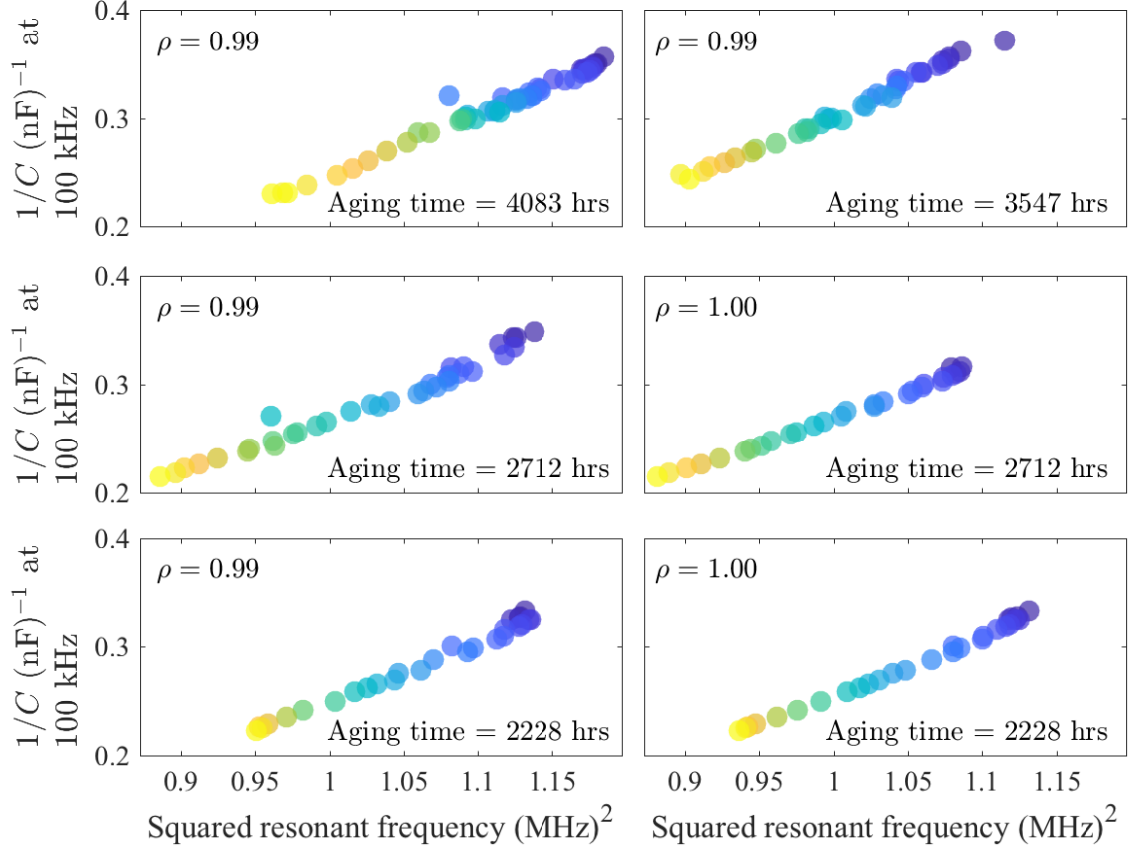 1/C (nF)⁻¹ at
100 kHz
0.4
0.3
0.2
ρ = 0.99
Aging time = 4083 hrs
ρ = 0.99
Aging time = 3547 hrs
1/C (nF)⁻¹ at
100 kHz
0.4
0.3
0.2
ρ = 0.99
Aging time = 2712 hrs
ρ = 1.00
Aging time = 2712 hrs
1/C (nF)⁻¹ at
100 kHz
0.4
0.3
0.2
ρ = 0.99
Aging time = 2228 hrs
ρ = 1.00
Aging time = 2228 hrs
0.9 0.95 1 1.05 1.1 1.15
0.9 0.95 1 1.05 1.1 1.15
Squared resonant frequency (MHz)²
Squared resonant frequency (MHz)²